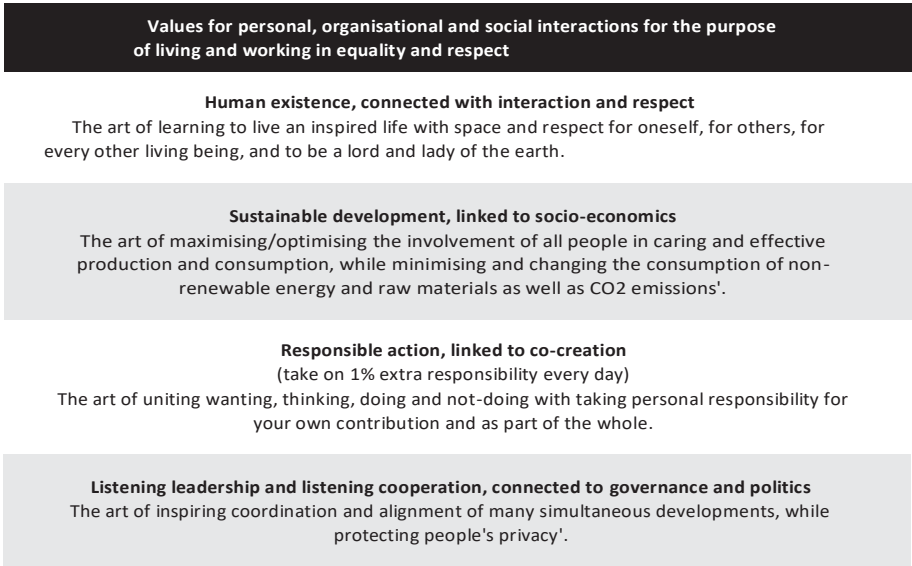 Values for personal, organisational and social interactions for the purpose
of living and working in equality and respect
Human existence, connected with interaction and respect
The art of learning to live an inspired life with space and respect for oneself, for others, for
every other living being, and to be a lord and lady of the earth.
Sustainable development, linked to socio-economics
The art of maximising/optimising the involvement of all people in caring and effective
production and consumption, while minimising and changing the consumption of non-
renewable energy and raw materials as well as CO2 emissions'.
Responsible action, linked to co-creation
(take on 1% extra responsibility every day)
The art of uniting wanting, thinking, doing and not-doing with taking personal responsibility for
your own contribution and as part of the whole.
Listening leadership and listening cooperation, connected to governance and politics
The art of inspiring coordination and alignment of many simultaneous developments, while
protecting people's privacy'.